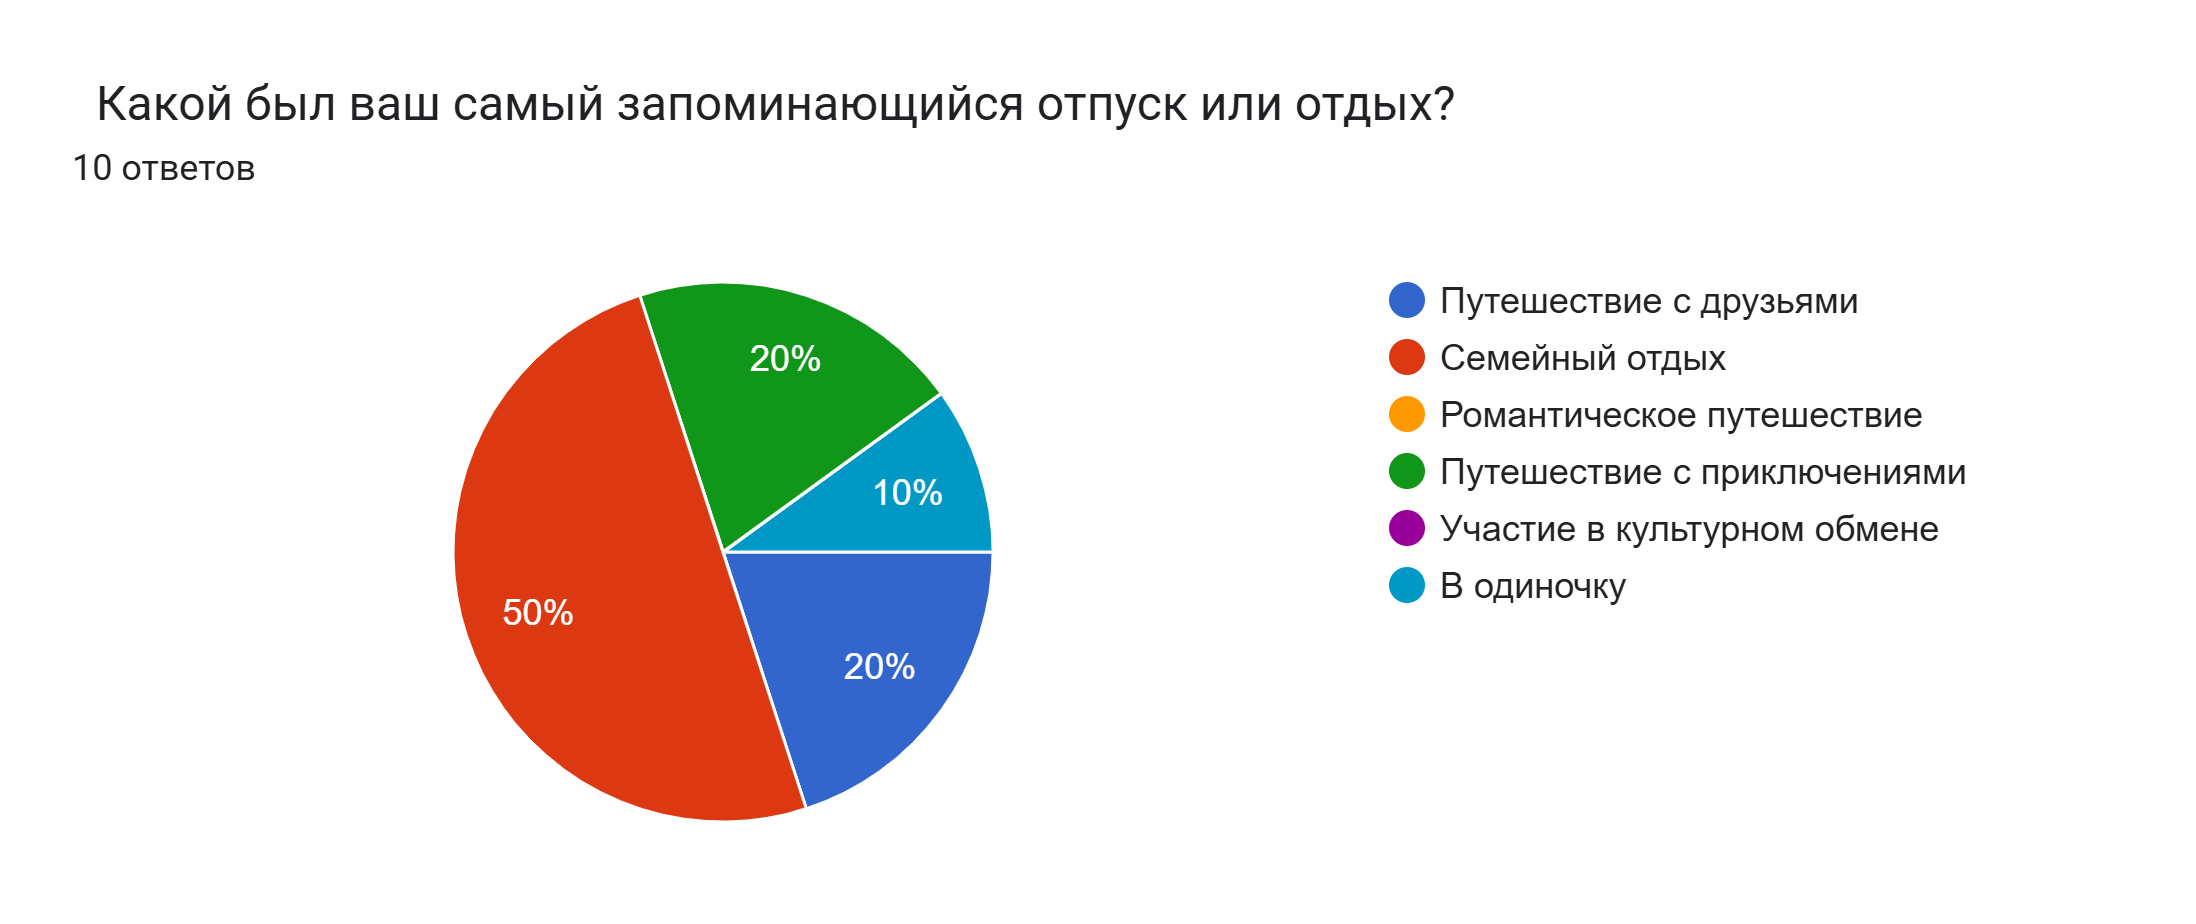 Какой был ваш самый запоминающийся отпуск или отдых?
10 ответов
20%
10%
50%
20%
Путешествие с друзьями
Семейный отдых
Романтическое путешествие
Путешествие с приключениями
Участие в культурном обмене
В одиночку